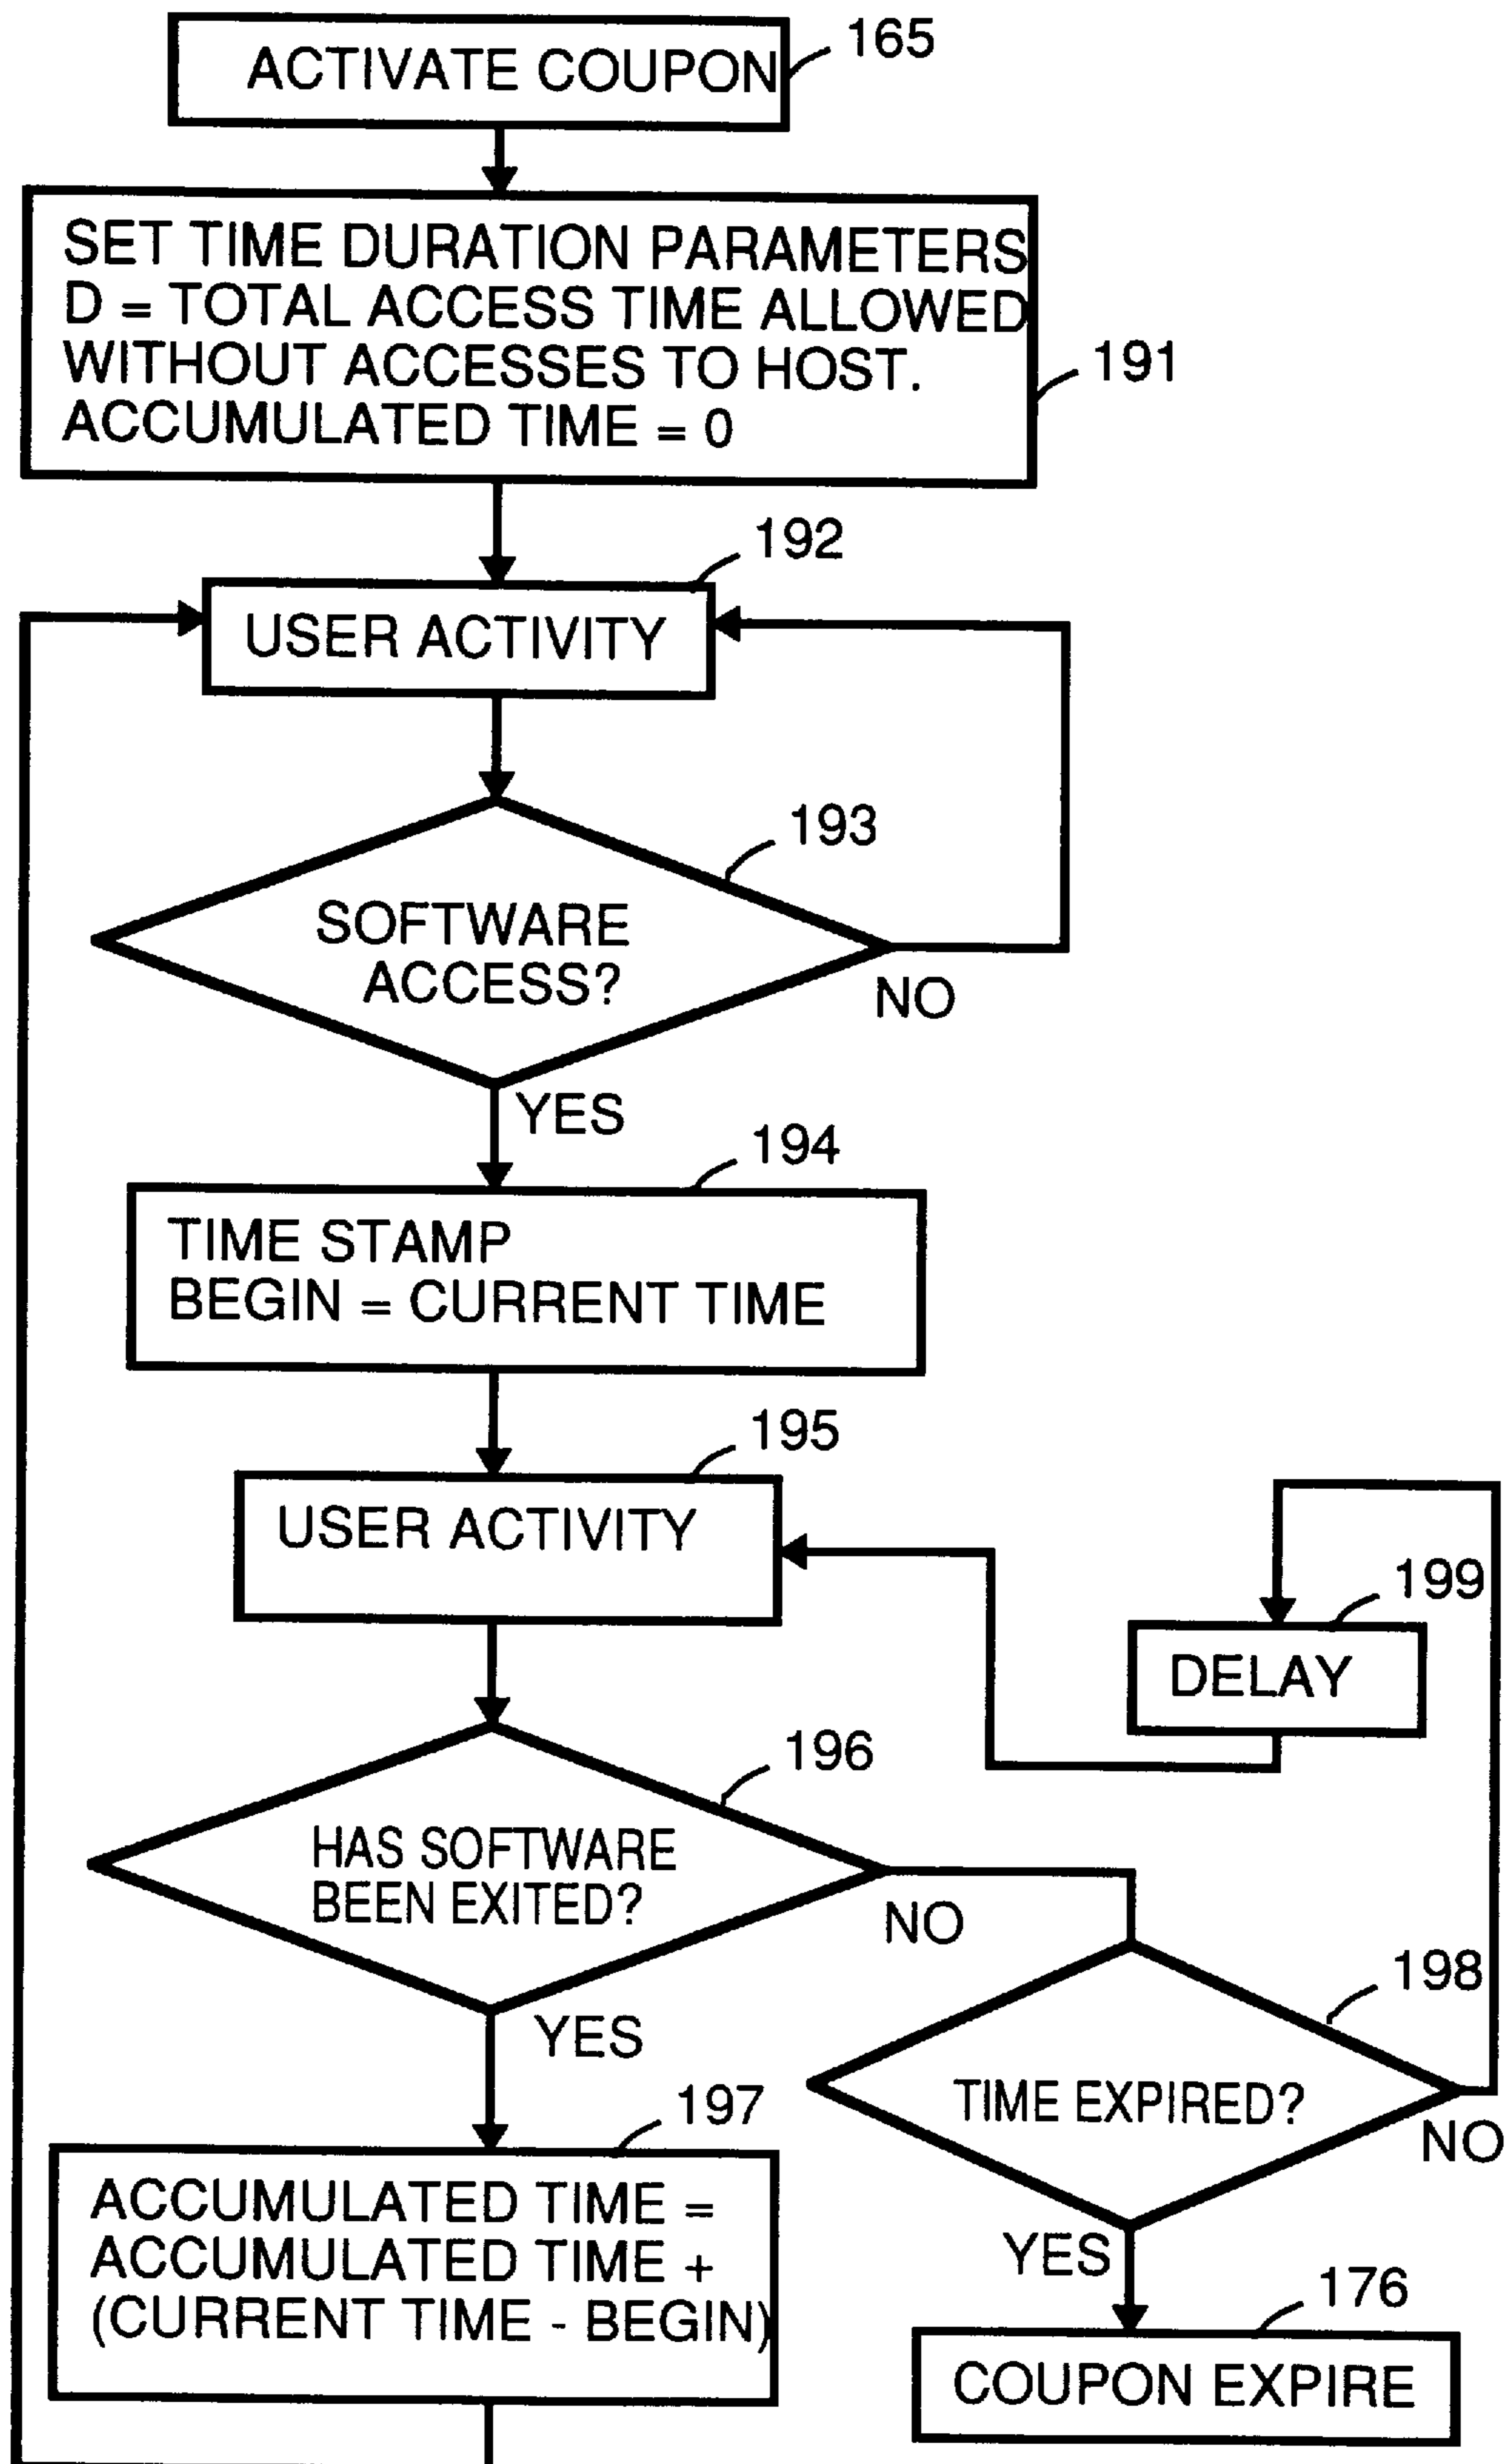 ACTIVATE COUPON
165
SET TIME DURATION PARAMETERS
D = TOTAL ACCESS TIME ALLOWED
WITHOUT ACCESSES TO HOST.
ACCUMULATED TIME = 0
191
192
USER ACTIVITY
193
SOFTWARE
ACCESS?
NO
YES
194
TIME STAMP
BEGIN = CURRENT TIME
195
USER ACTIVITY
199
DELAY
196
HAS SOFTWARE
BEEN EXITED?
NO
YES
198
TIME EXPIRED?
NO
YES
197
ACCUMULATED TIME =
ACCUMULATED TIME +
(CURRENT TIME - BEGIN)
176
COUPON EXPIRE